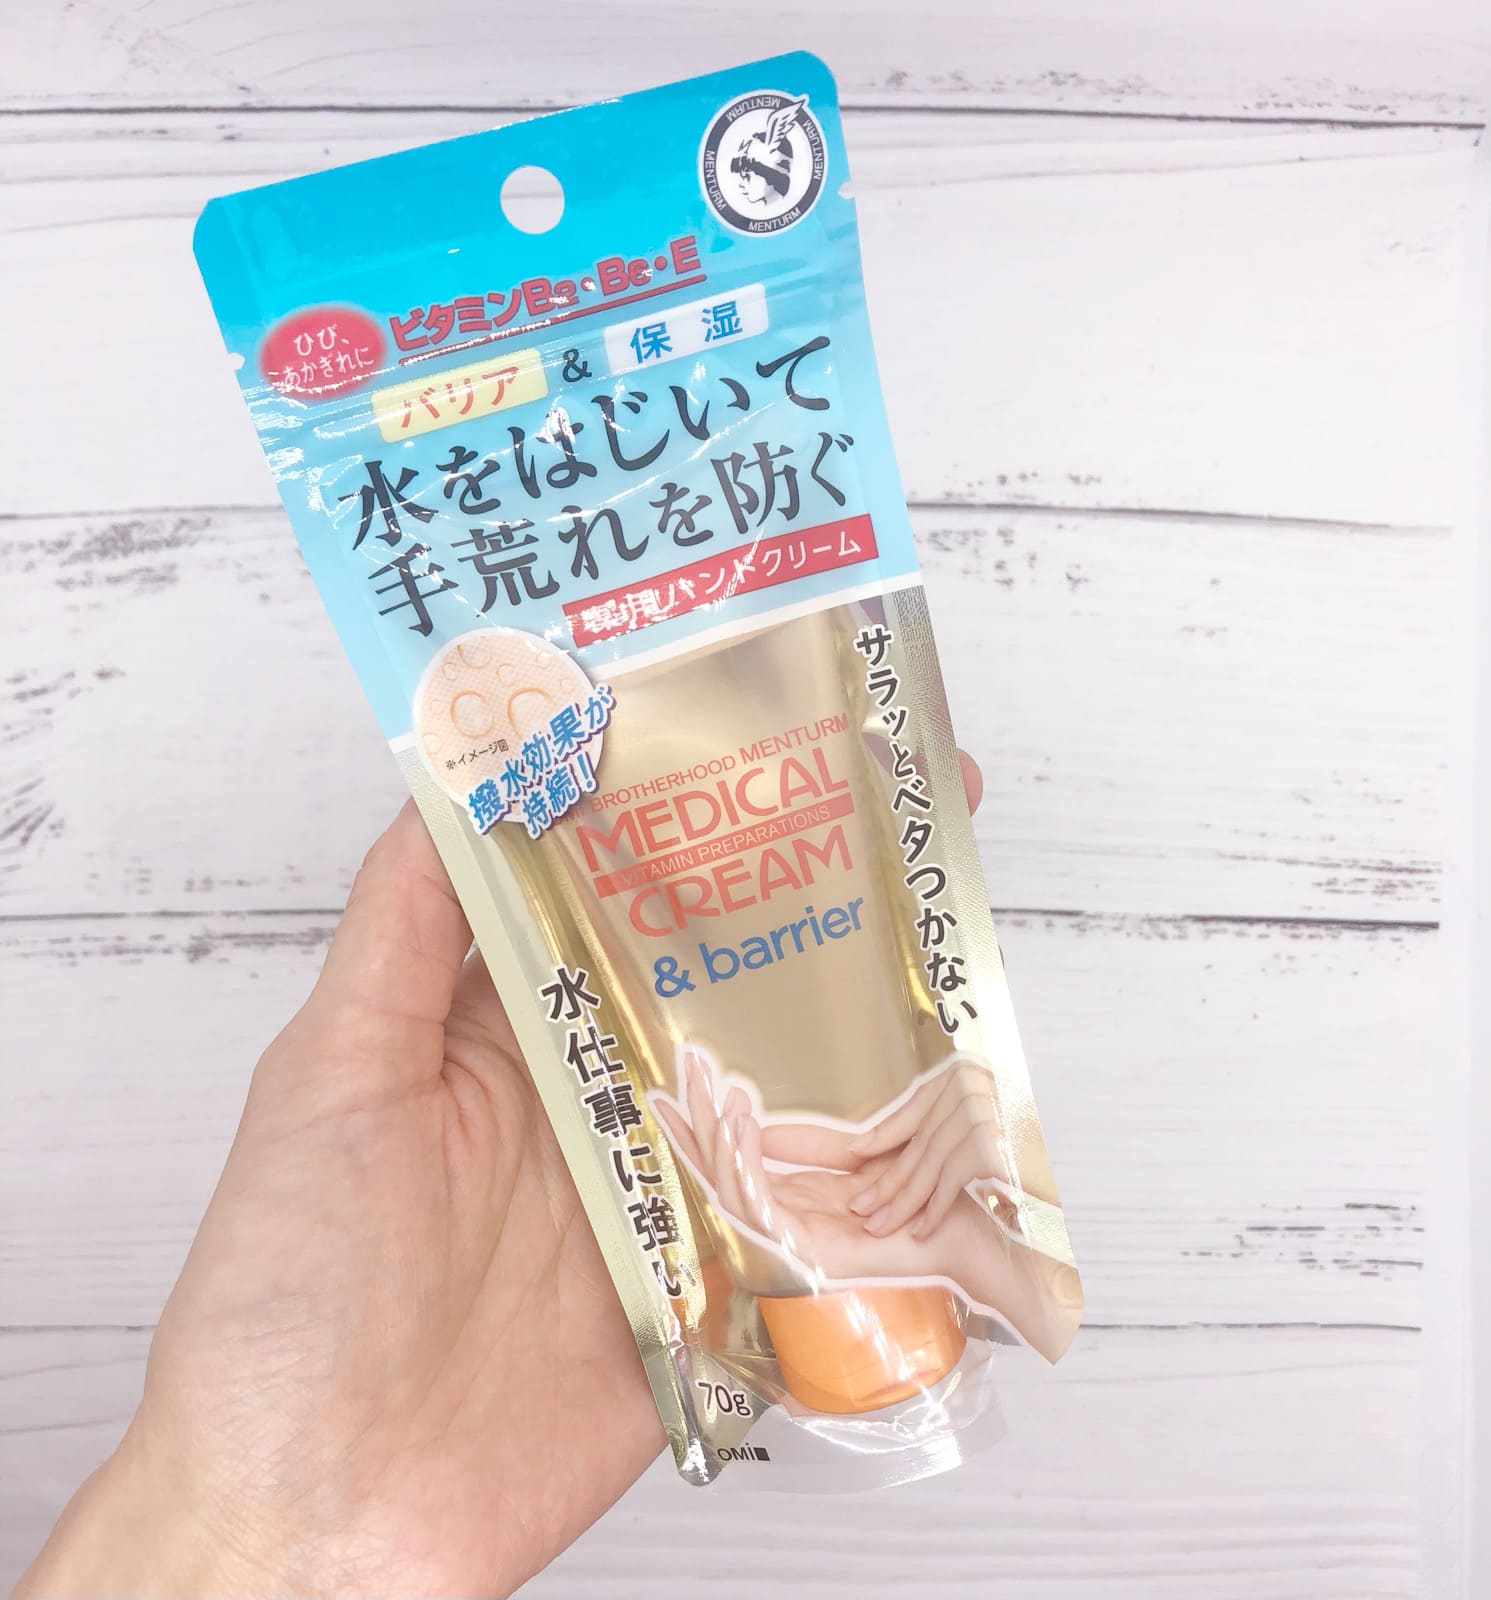 MENTURM MENTURM MENTURM MENTURM
ビタミンB2・B6・E
ひび、
あかぎれに
バリア & 保湿
水をはじいて
手荒れを防ぐ
薬用ハンドクリーム
※イメージ図
撥水効果が
持続!
サラッとベタつかない
BROTHERHOOD MENTURM
MEDICAL
VITAMIN PREPARATIONS
CREAM
& barrier
水仕事に強い
70g
OMi